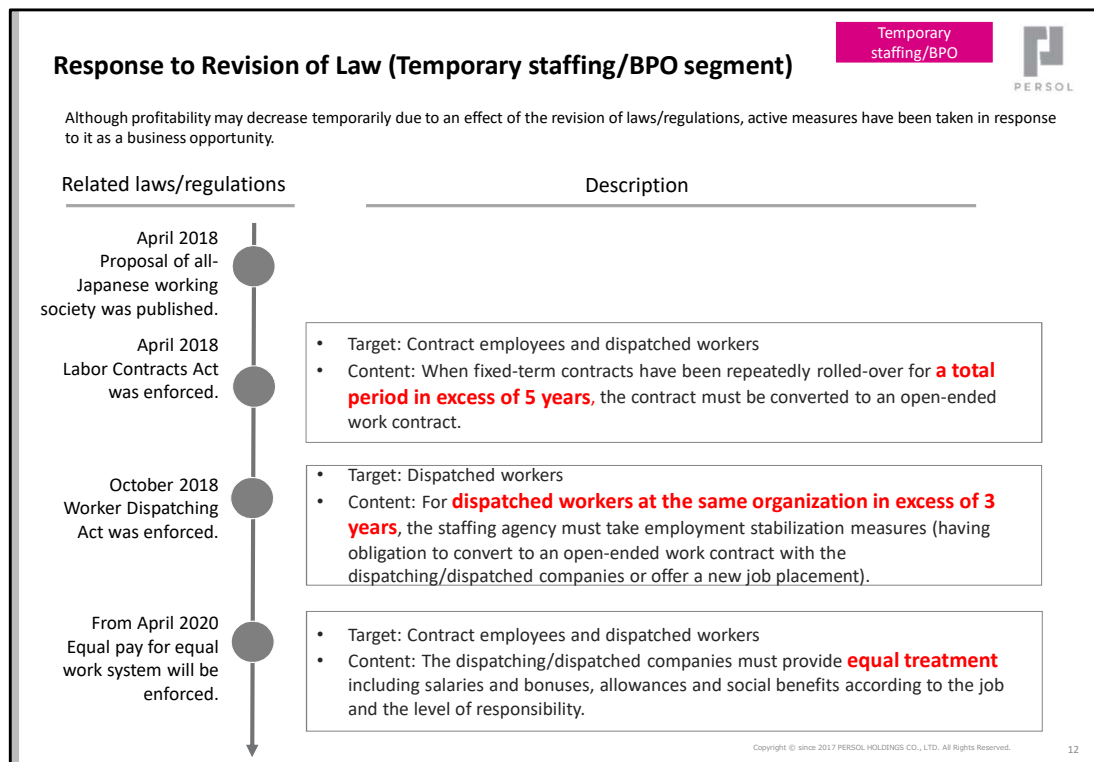 Temporary
staffing/BPO
PERSOL
Response to Revision of Law (Temporary staffing/BPO segment)
Although profitability may decrease temporarily due to an effect of the revision of laws/regulations, active measures have been taken in response
to it as a business opportunity.
Related laws/regulations
Description
April 2018
Proposal of all-
Japanese working
society was published.
April 2018
Labor Contracts Act
was enforced.
• Target: Contract employees and dispatched workers
• Content: When fixed-term contracts have been repeatedly rolled-over for a total
period in excess of 5 years, the contract must be converted to an open-ended
work contract.
October 2018
Worker Dispatching
Act was enforced.
• Target: Dispatched workers
• Content: For dispatched workers at the same organization in excess of 3
years, the staffing agency must take employment stabilization measures (having
obligation to convert to an open-ended work contract with the
dispatching/dispatched companies or offer a new job placement).
From April 2020
Equal pay for equal
work system will be
enforced.
• Target: Contract employees and dispatched workers
• Content: The dispatching/dispatched companies must provide equal treatment
including salaries and bonuses, allowances and social benefits according to the job
and the level of responsibility.
Copyright © since 2017 PERSOL HOLDINGS CO., LTD. All Rights Reserved.
12